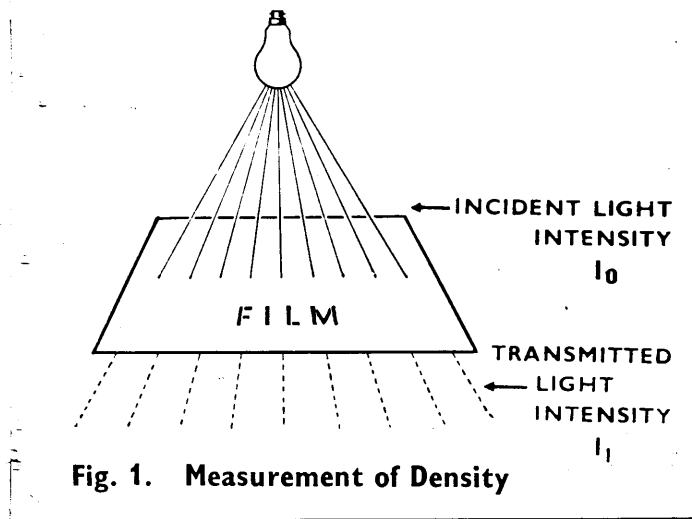 INCIDENT LIGHT
INTENSITY
I0
FILM
TRANSMITTED
LIGHT
INTENSITY
I1
Fig. 1. Measurement of Density